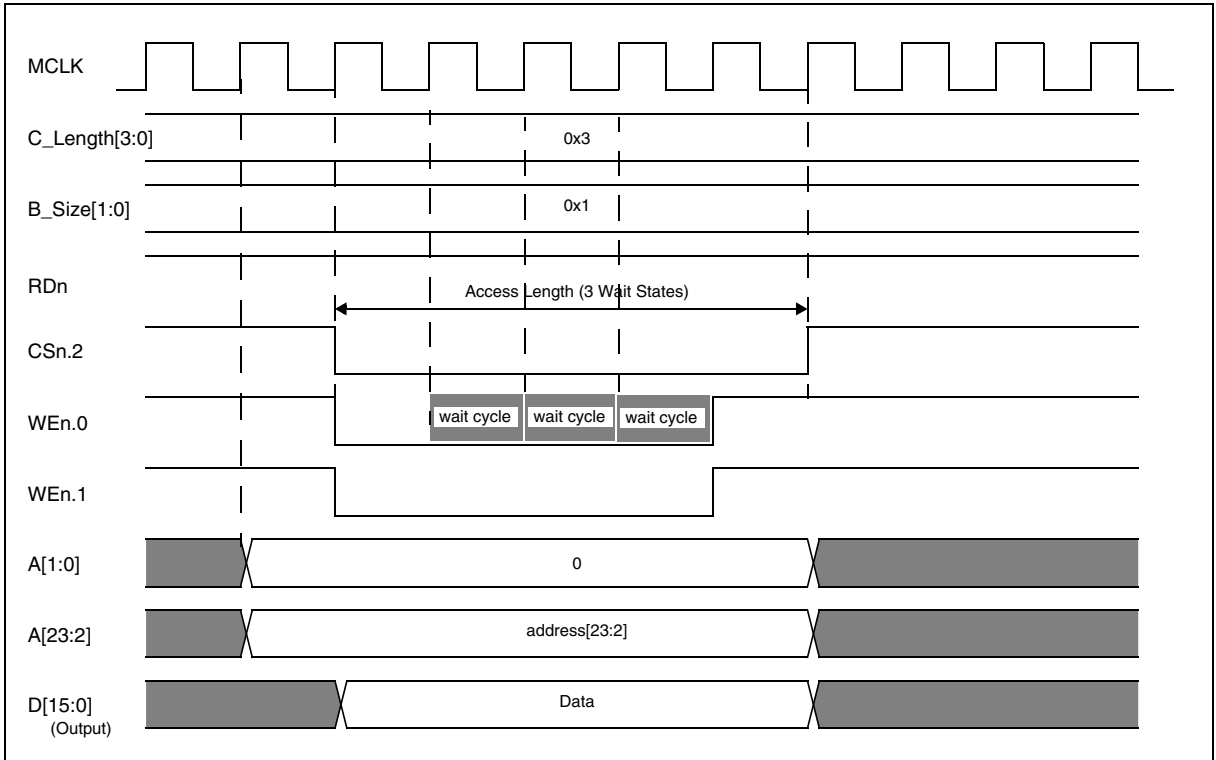 MCLK
C_Length[3:0]
0x3
B_Size[1:0]
0x1
RDn
Access Length (3 Wait States)
CSn.2
WEn.0
wait cycle
wait cycle
wait cycle
WEn.1
A[1:0]
0
A[23:2]
address[23:2]
D[15:0]
Data
(Output)